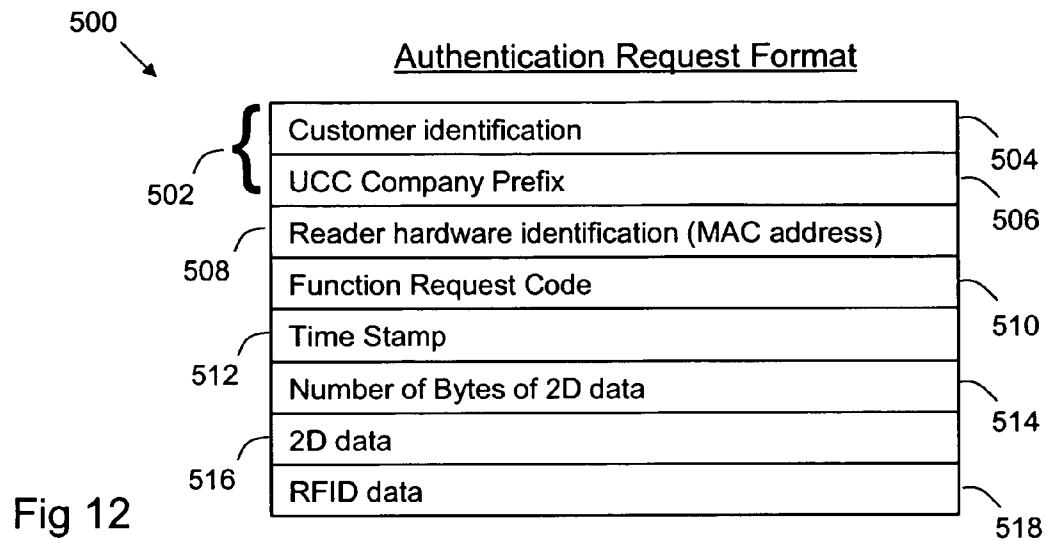 500
Authentication Request Format
Customer identification
504
502
UCC Company Prefix
506
Reader hardware identification (MAC address)
508
Function Request Code
510
Time Stamp
512
Number of Bytes of 2D data
514
2D data
516
RFID data
518
Fig 12